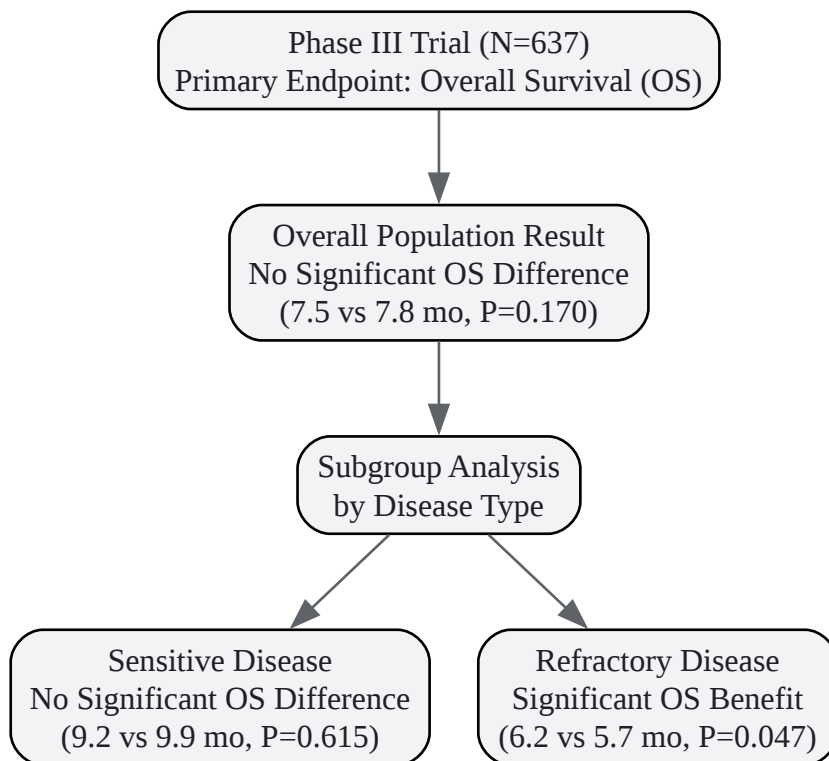 Phase III Trial (N=637)
Primary Endpoint: Overall Survival (OS)
Overall Population Result
No Significant OS Difference
(7.5 vs 7.8 mo, P=0.170)
Subgroup Analysis
by Disease Type
Sensitive Disease
No Significant OS Difference
(9.2 vs 9.9 mo, P=0.615)
Refractory Disease
Significant OS Benefit
(6.2 vs 5.7 mo, P=0.047)